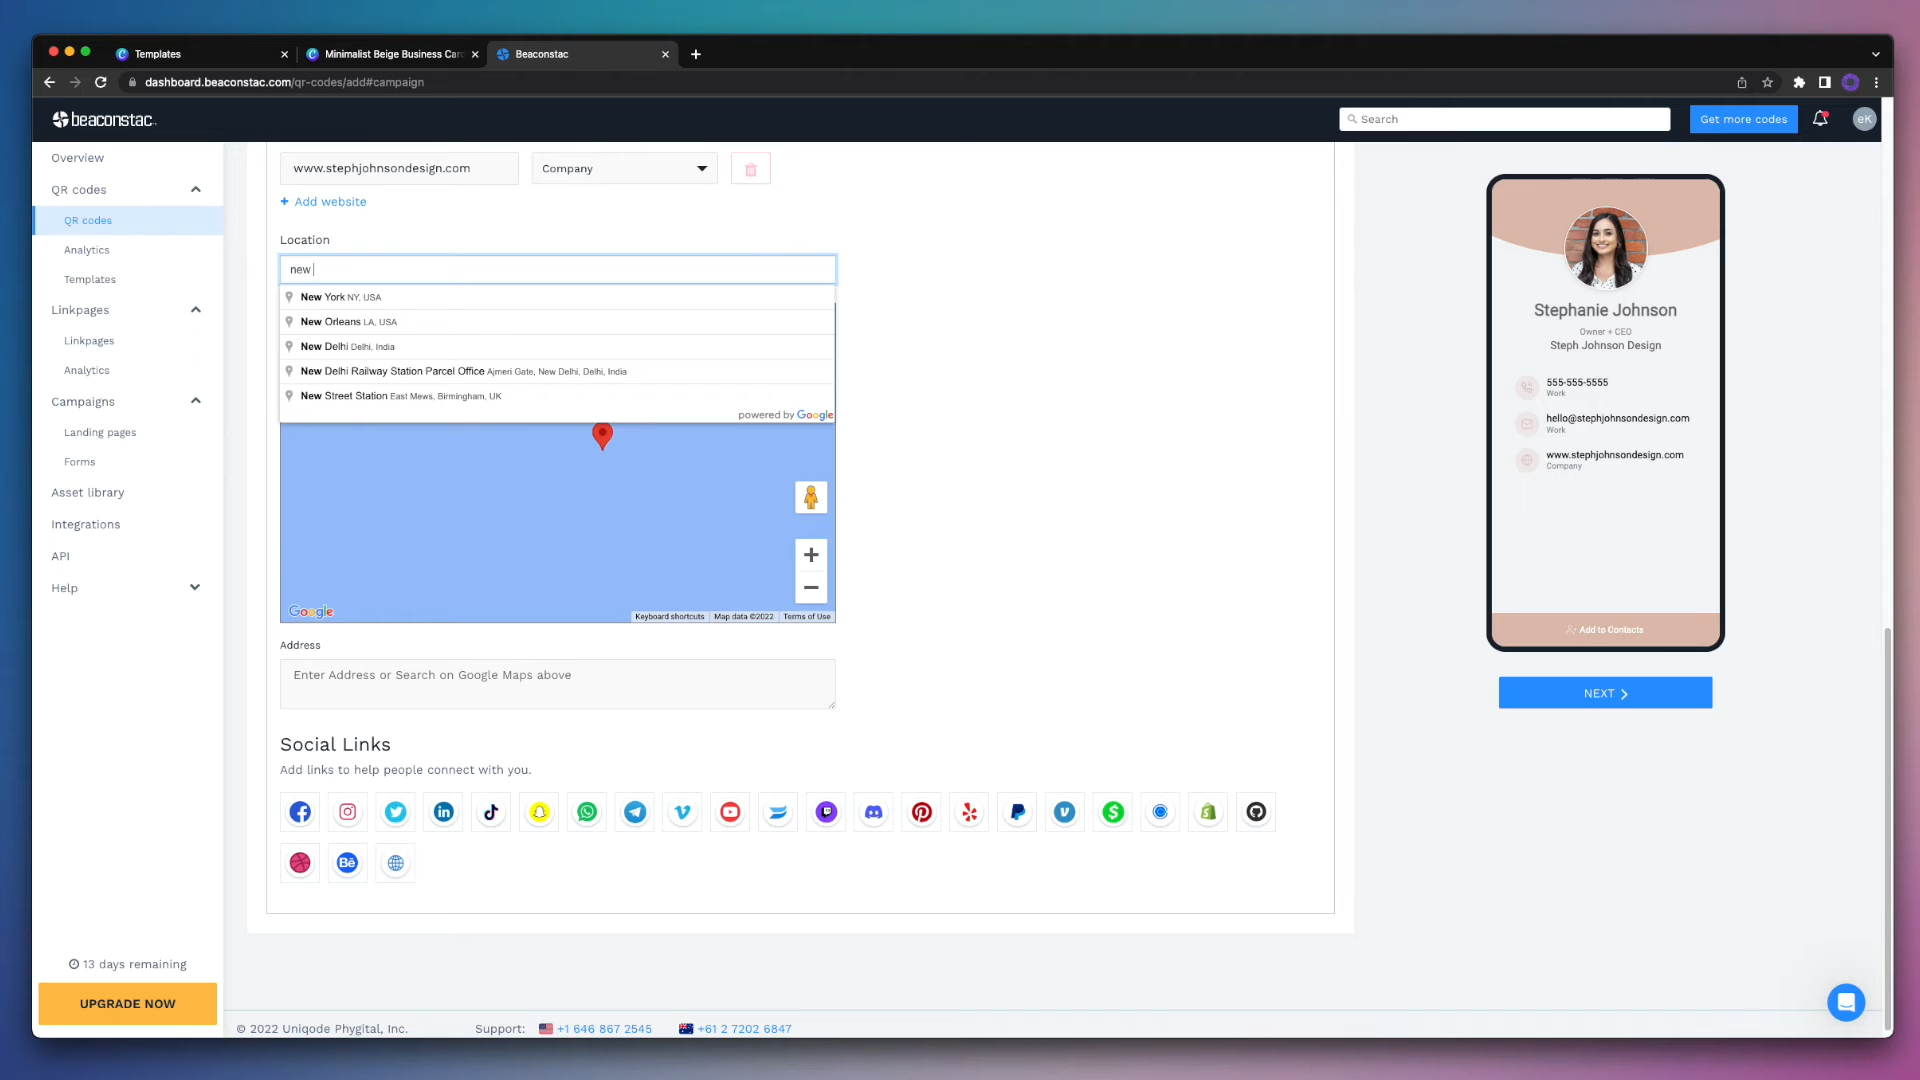 Templates
Minimalist Beige Business Carc
Beaconstac
dashboard.beaconstac.com/qr-codes/add#campaign
beaconstac
Search
Get more codes
eK
Overview
QR codes
QR codes
Analytics
Templates
Linkpages
Linkpages
Analytics
Campaigns
Landing pages
Forms
Asset library
Integrations
API
Help
13 days remaining
UPGRADE NOW
www.stephjohnsondesign.com
Company
+ Add website
Location
new
New York NY, USA
New Orleans LA, USA
New Delhi Delhi, India
New Delhi Railway Station Parcel Office Ajmeri Gate, New Delhi, Delhi, India
New Street Station East Mews, Birmingham, UK
powered by Google
Google
Keyboard shortcuts
Map data ©2022
Terms of Use
Address
Enter Address or Search on Google Maps above
Social Links
Add links to help people connect with you.
Stephanie Johnson
Owner + CEO
Steph Johnson Design
555-555-5555
Work
hello@stephjohnsondesign.com
Work
www.stephjohnsondesign.com
Company
Add to Contacts
NEXT
© 2022 Uniqode Phygital, Inc.
Support:
+1 646 867 2545
+61 2 7202 6847